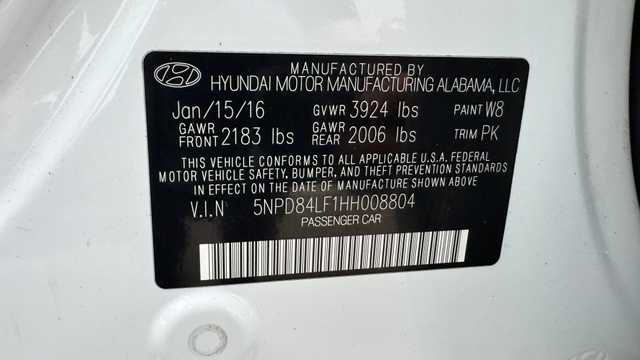 MANUFACTURED BY
HYUNDAI MOTOR MANUFACTURING ALABAMA, LLC
Jan/15/16 GVWR 3924 lbs PAINT W8
GAWR FRONT 2183 lbs GAWR REAR 2006 lbs TRIM PK
THIS VEHICLE CONFORMS TO ALL APPLICABLE U.S.A. FEDERAL
MOTOR VEHICLE SAFETY, BUMPER, AND THEFT PREVENTION
STANDARDS IN EFFECT ON THE DATE OF MANUFACTURE SHOWN ABOVE.
V.I.N 5NPD84LF1HH008804
PASSENGER CAR